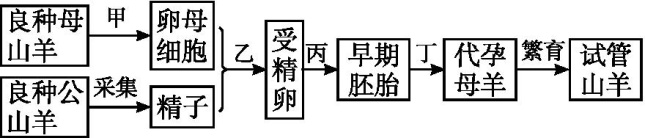 良种母
山羊
甲
卵母
细胞
良种公
山羊
采集
精子
乙
受
精
卵
丙
早期
胚胎
丁
代孕
母羊
繁育
试管
山羊